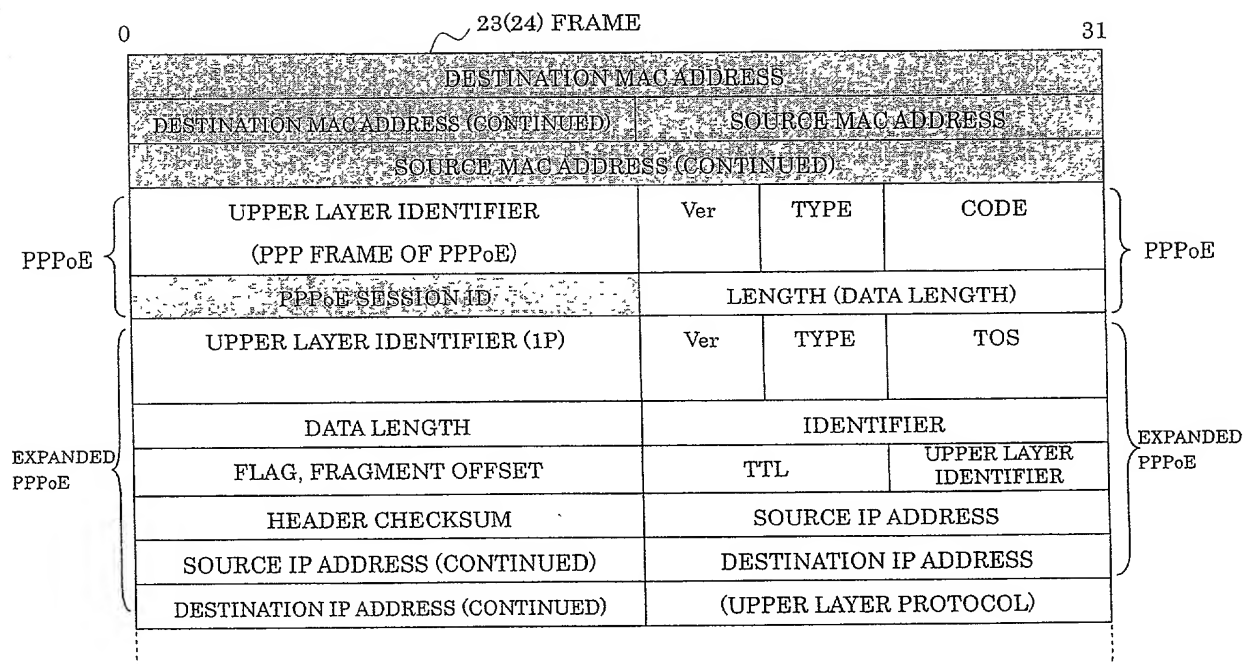 23(24) FRAME
0
31
DESTINATION MAC ADDRESS
DESTINATION MAC ADDRESS (CONTINUED)
SOURCE MAC ADDRESS
SOURCE MAC ADDRESS (CONTINUED)
PPPoE
UPPER LAYER IDENTIFIER
(PPP FRAME OF PPPoE)
Ver
TYPE
CODE
PPPoE
PPPoE SESSION ID
LENGTH (DATA LENGTH)
UPPER LAYER IDENTIFIER (1P)
Ver
TYPE
TOS
DATA LENGTH
IDENTIFIER
EXPANDED
PPPoE
FLAG, FRAGMENT OFFSET
TTL
UPPER LAYER
IDENTIFIER
EXPANDED
PPPoE
HEADER CHECKSUM
SOURCE IP ADDRESS
SOURCE IP ADDRESS (CONTINUED)
DESTINATION IP ADDRESS
DESTINATION IP ADDRESS (CONTINUED)
(UPPER LAYER PROTOCOL)